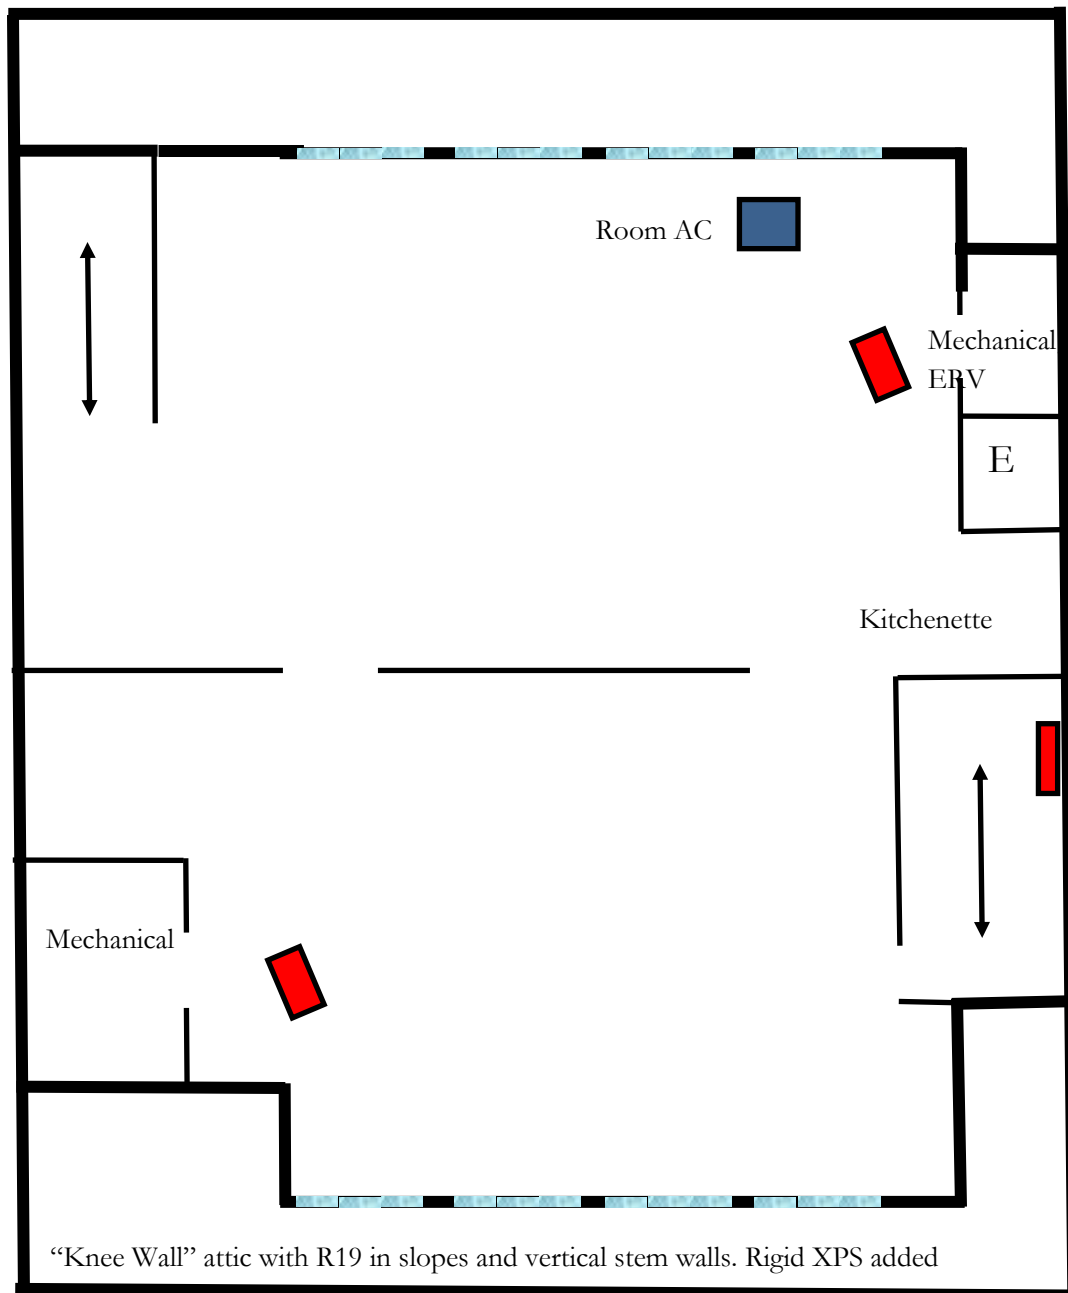 Room AC
Mechanical
ERV
E
Kitchenette
Mechanical
“Knee Wall” attic with R19 in slopes and vertical stem walls. Rigid XPS added